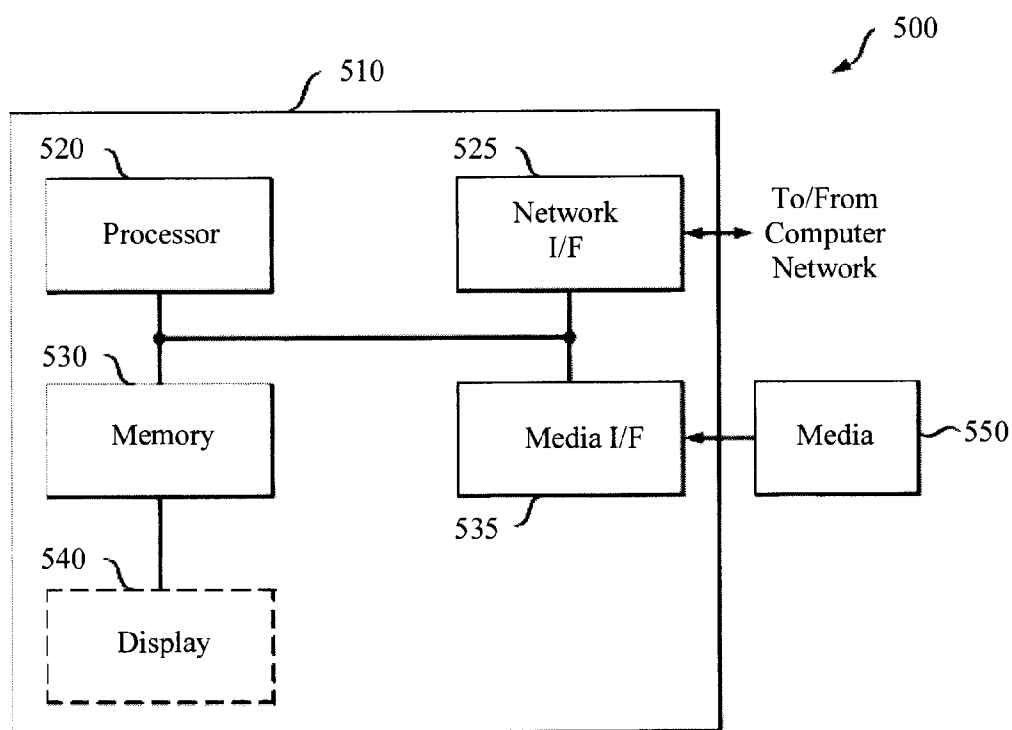 500
510
520
525
Processor
Network
I/F
To/From
Computer
Network
530
Memory
Media I/F
Media
550
535
540
Display